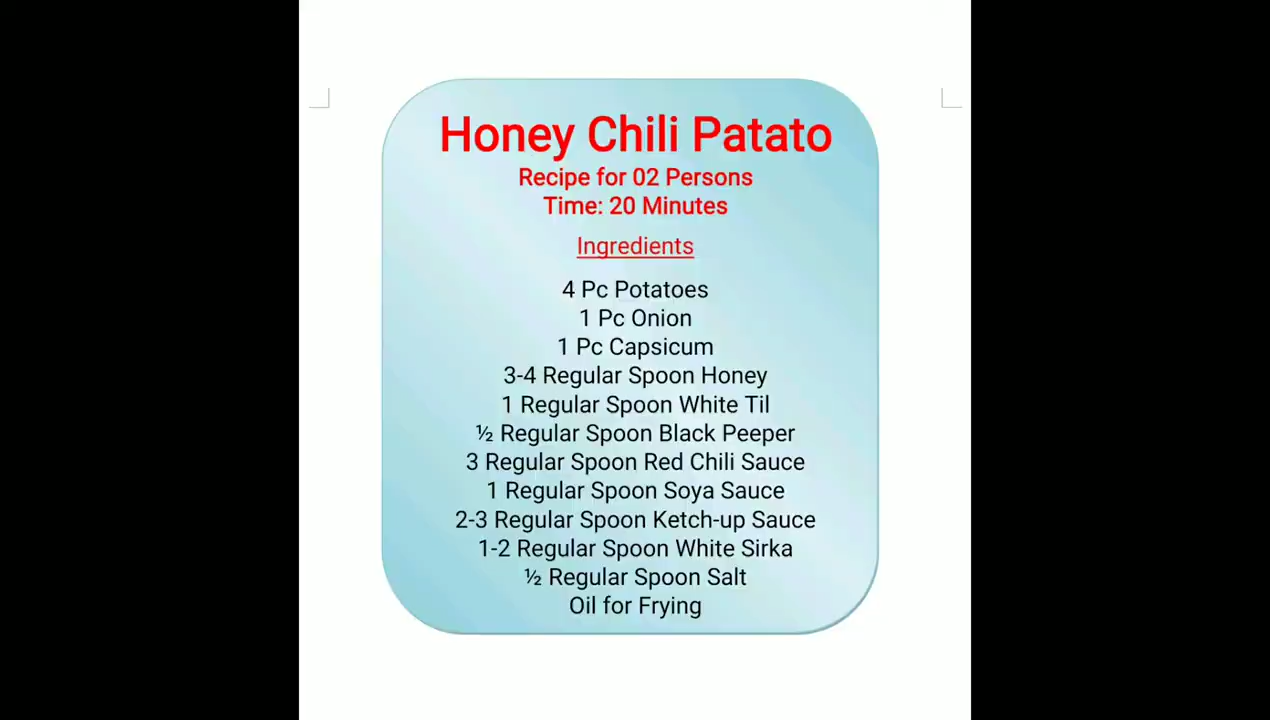 Honey Chili Patato
Recipe for 02 Persons
Time: 20 Minutes
Ingredients
4 Pc Potatoes
1 Pc Onion
1 Pc Capsicum
3-4 Regular Spoon Honey
1 Regular Spoon White Til
½ Regular Spoon Black Peeper
3 Regular Spoon Red Chili Sauce
1 Regular Spoon Soya Sauce
2-3 Regular Spoon Ketch-up Sauce
1-2 Regular Spoon White Sirka
½ Regular Spoon Salt
Oil for Frying